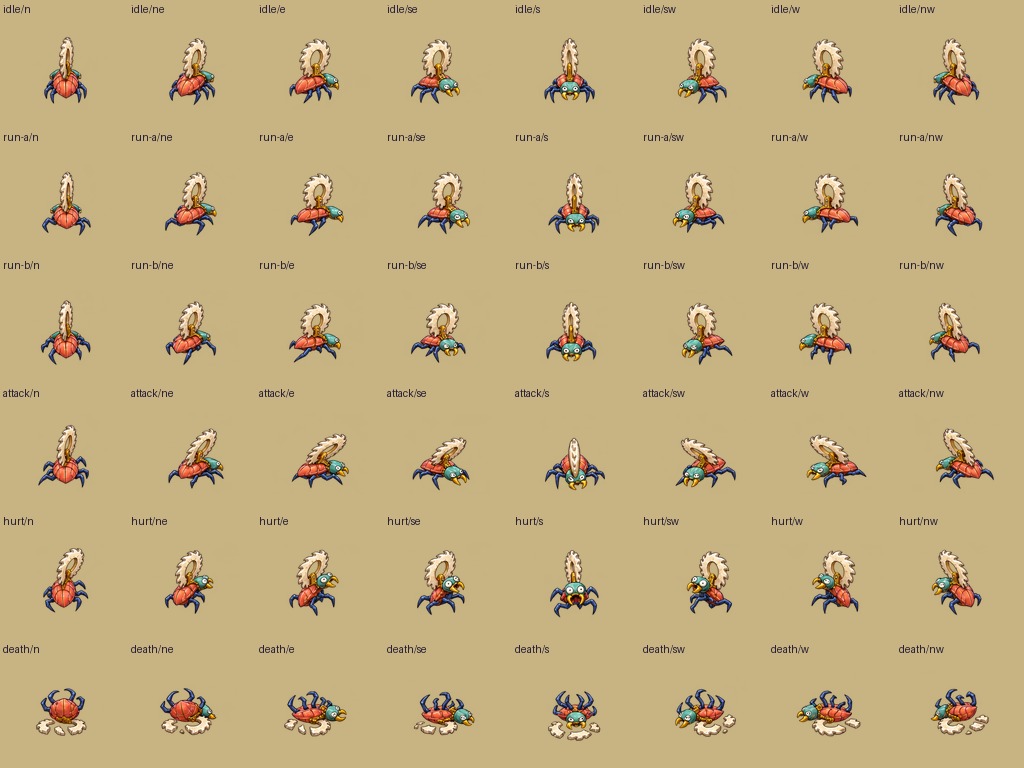 idle/n idle/ne idle/e idle/se idle/s idle/sw idle/w idle/nw
run-a/n run-a/ne run-a/e run-a/se run-a/s run-a/sw run-a/w run-a/nw
run-b/n run-b/ne run-b/e run-b/se run-b/s run-b/sw run-b/w run-b/nw
attack/n attack/ne attack/e attack/se attack/s attack/sw attack/w attack/nw
hurt/n hurt/ne hurt/e hurt/se hurt/s hurt/sw hurt/w hurt/nw
death/n death/ne death/e death/se death/s death/sw death/w death/nw